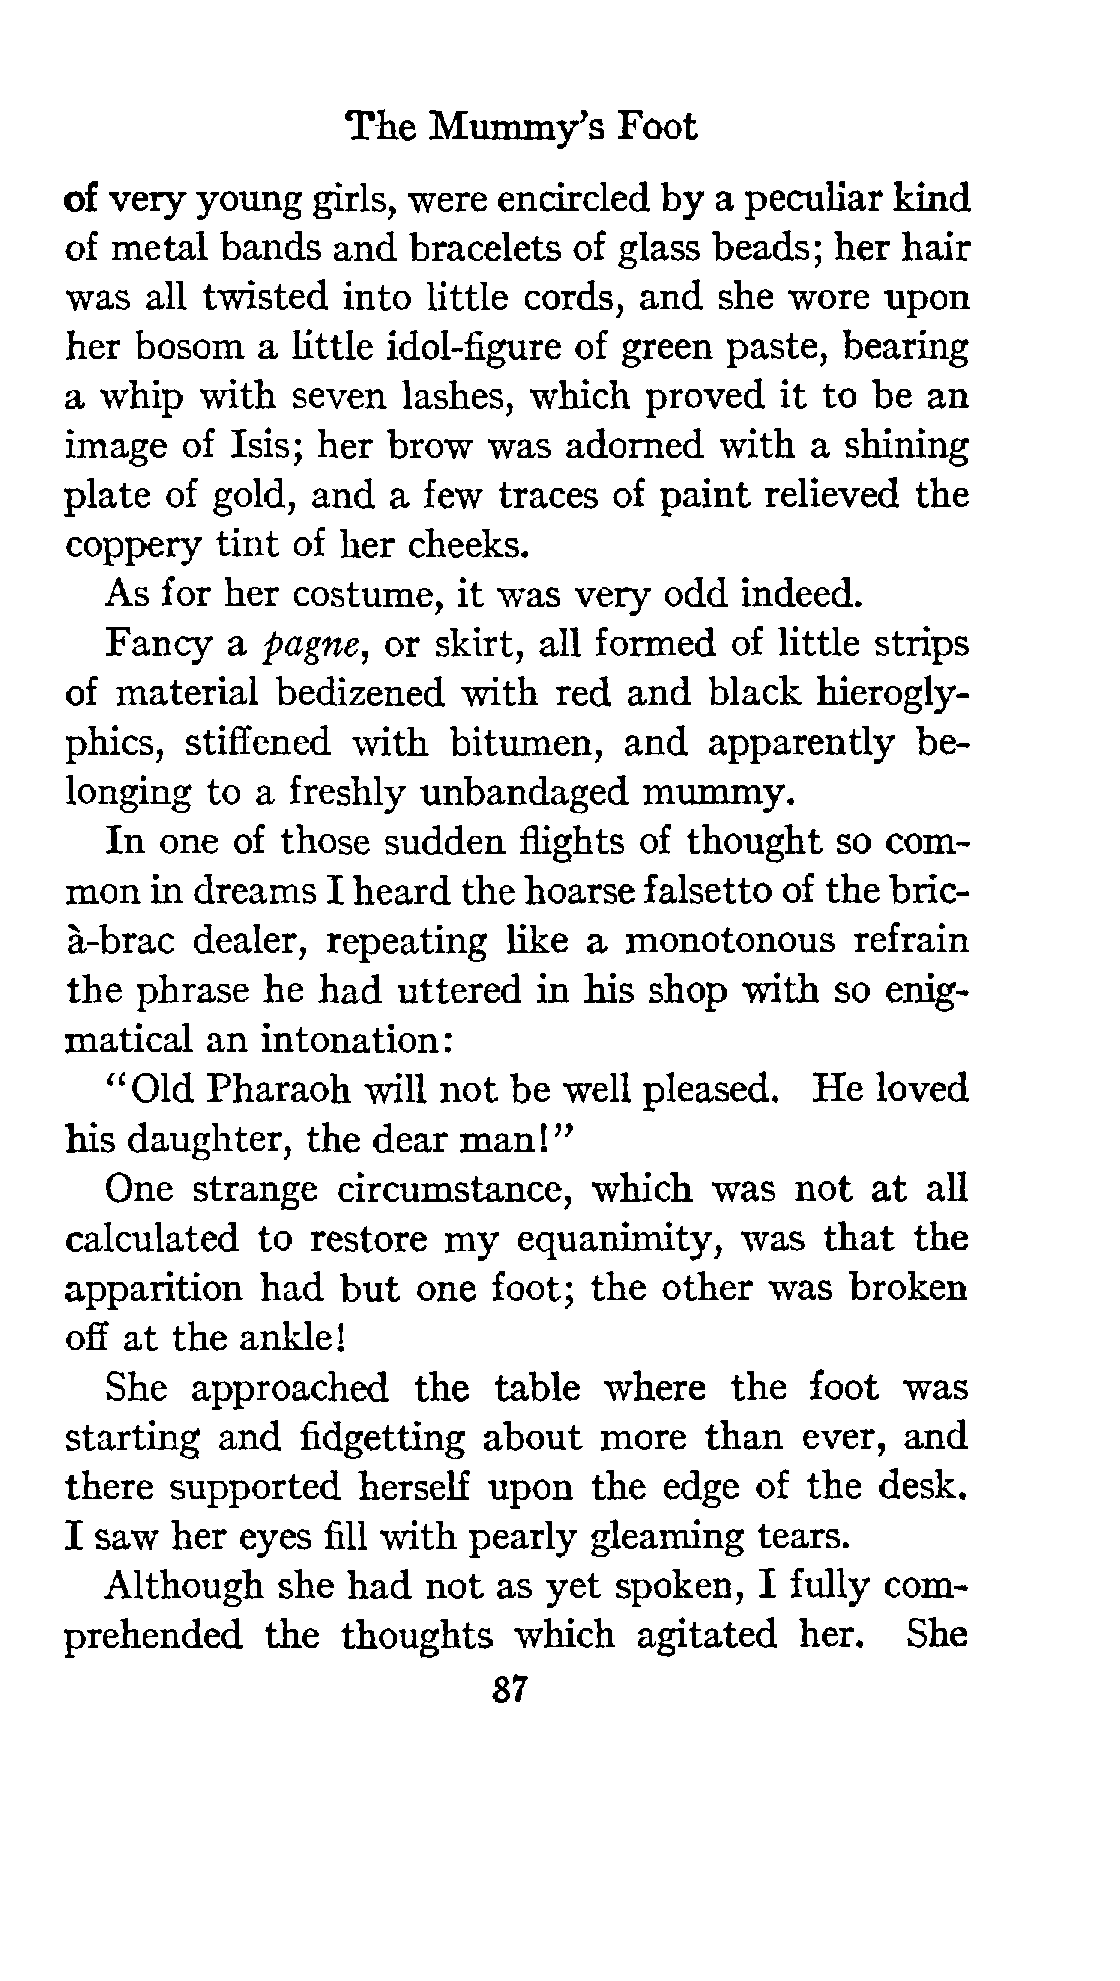 The Mummy's Foot
of very young girls, were encircled by a peculiar kind
of metal bands and bracelets of glass beads; her hair
was all twisted into little cords, and she wore upon
her bosom a little idol-figure of green paste, bearing
a whip with seven lashes, which proved it to be an
image of Isis; her brow was adorned with a shining
plate of gold, and a few traces of paint relieved the
coppery tint of her cheeks.
As for her costume, it was very odd indeed.
Fancy a pagne, or skirt, all formed of little strips
of material bedizened with red and black hierogly-
phics, stiffened with bitumen, and apparently be-
longing to a freshly unbandaged mummy.
In one of those sudden flights of thought so com-
mon in dreams I heard the hoarse falsetto of the bric-
à-brac dealer, repeating like a monotonous refrain
the phrase he had uttered in his shop with so enig-
matical an intonation:
"Old Pharaoh will not be well pleased. He loved
his daughter, the dear man!"
One strange circumstance, which was not at all
calculated to restore my equanimity, was that the
apparition had but one foot; the other was broken
off at the ankle!
She approached the table where the foot was
starting and fidgetting about more than ever, and
there supported herself upon the edge of the desk.
I saw her eyes fill with pearly gleaming tears.
Although she had not as yet spoken, I fully com-
prehended the thoughts which agitated her. She
87